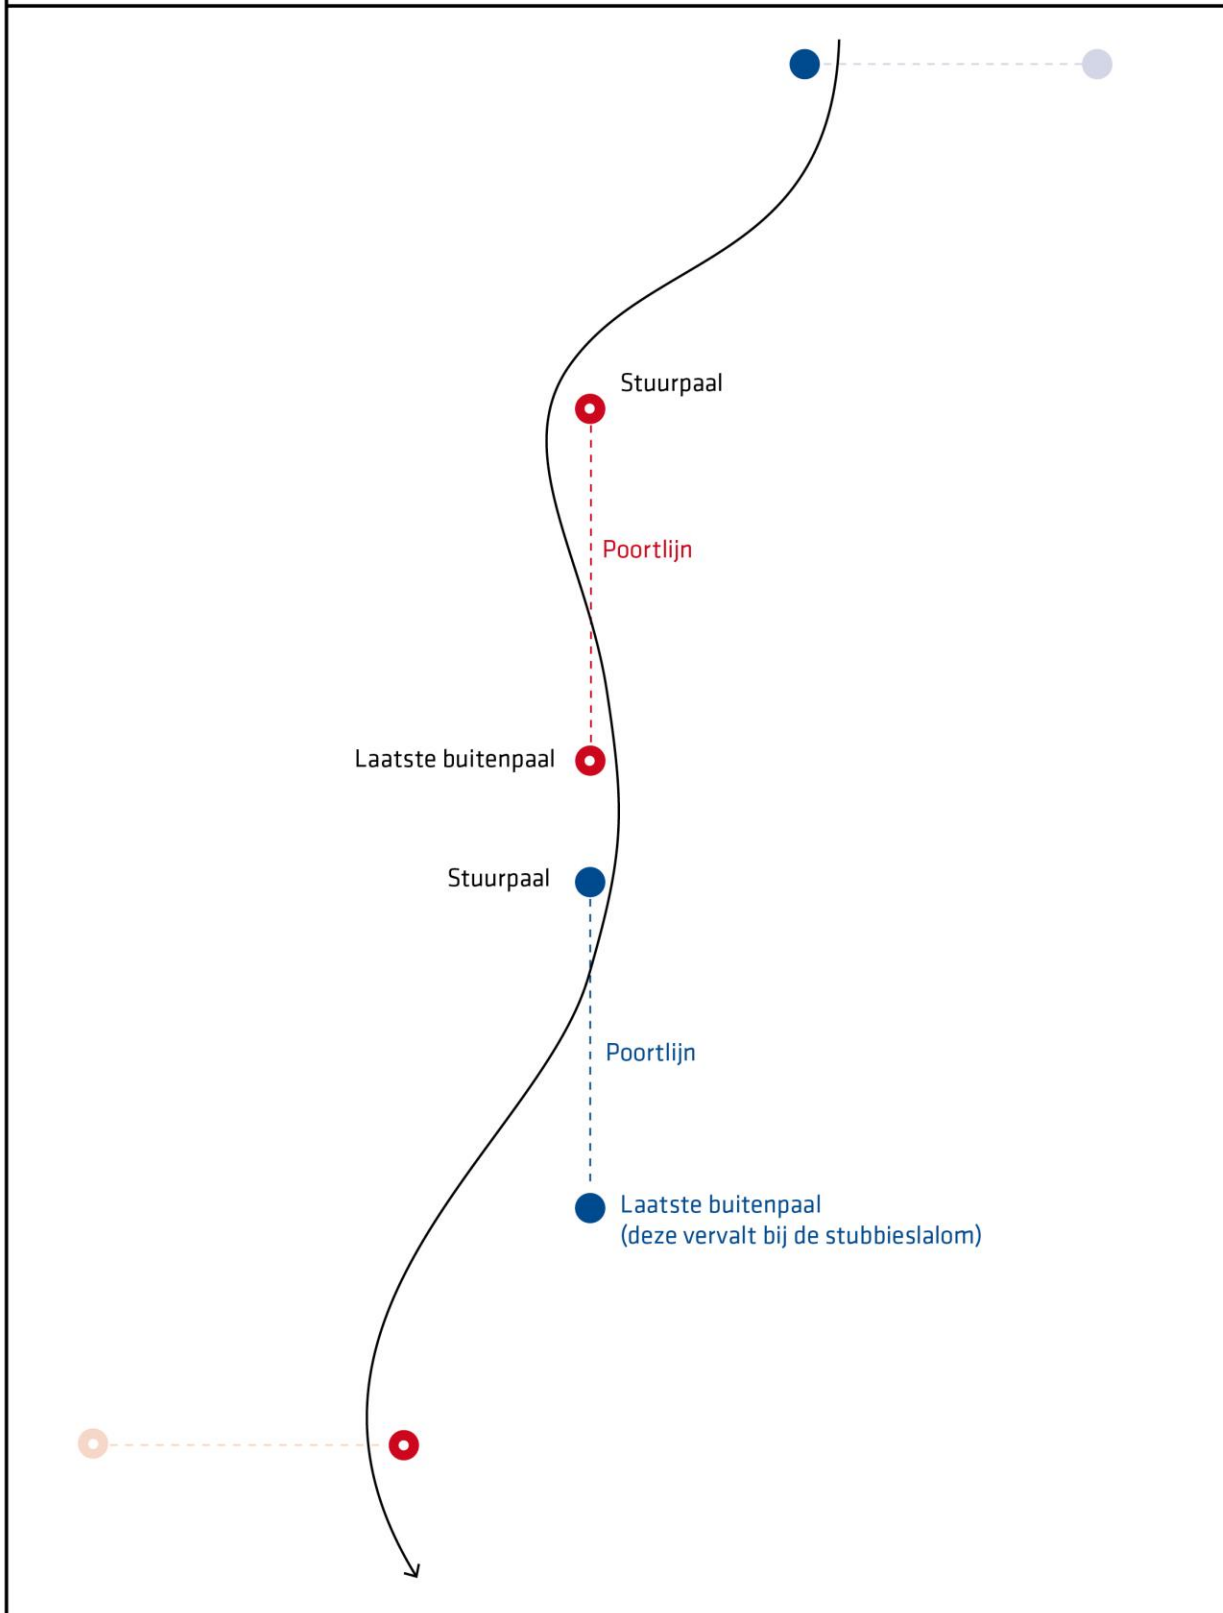 Stuurpaal
Poortlijn
Laatste buitenpaal
Stuurpaal
Poortlijn
Laatste buitenpaal
(deze vervalt bij de stubbieslalom)